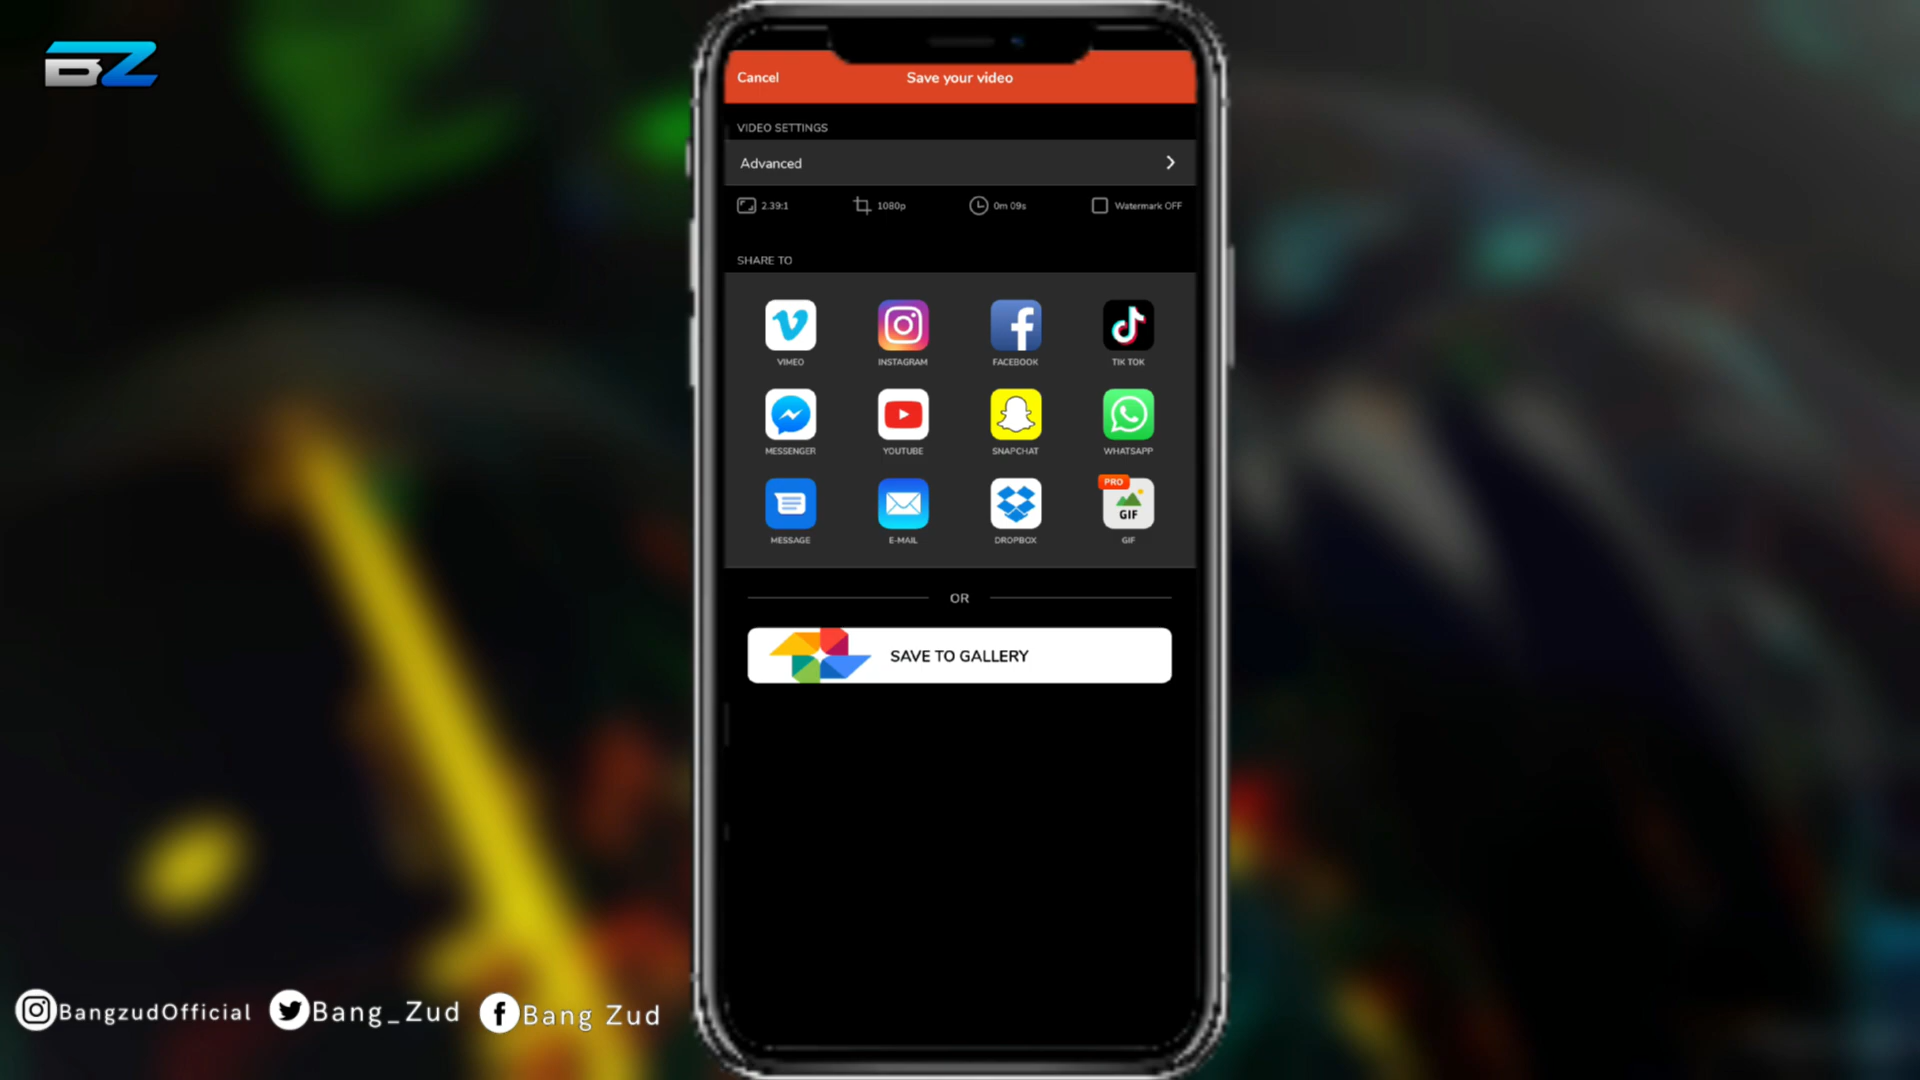 BZ
Cancel
Save your video
VIDEO SETTINGS
Advanced
2.39:1
1080p
0m 09s
Watermark OFF
SHARE TO
VIMEO
INSTAGRAM
FACEBOOK
TIK TOK
MESSENGER
YOUTUBE
SNAPCHAT
WHATSAPP
PRO
GIF
MESSAGE
E-MAIL
DROPBOX
GIF
OR
SAVE TO GALLERY
BangzudOfficial
Bang_Zud
Bang Zud